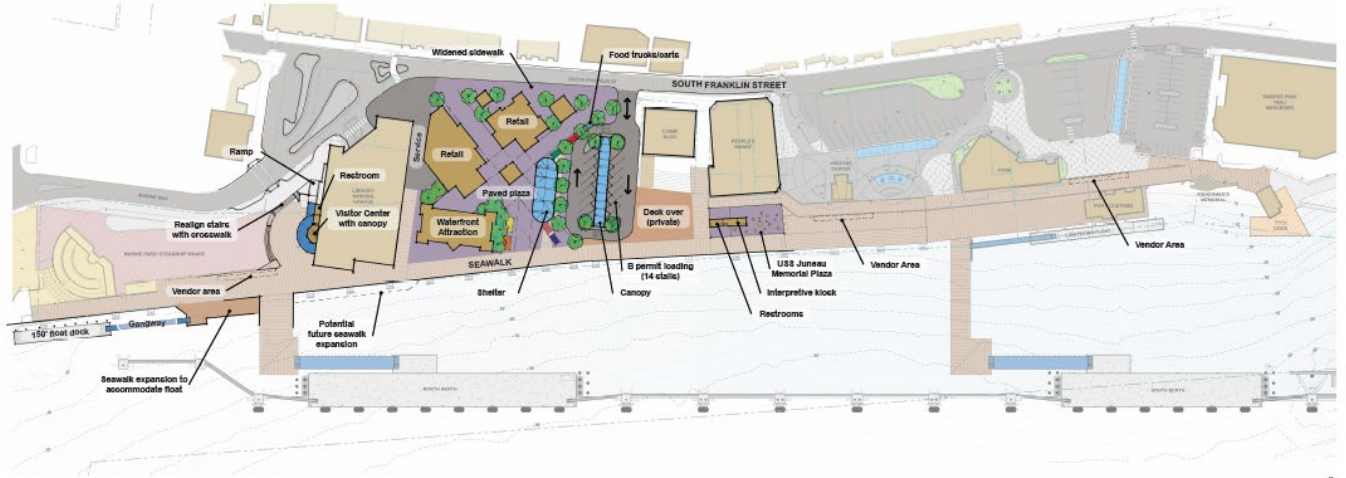 Widened sidewalk
Food trucks/carts
SOUTH FRANKLIN STREET
Retail
Service
Ramp
Restroom
Retail
Visitor Center
with canopy
Paved plaza
Realign stairs
with crosswalk
Waterfront
Attraction
Deck over
(private)
SEAWALK
Vendor area
Shelter
B permit loading
(14 stalls)
Canopy
USS Juneau
Memorial Plaza
Interpretive kiosk
Restrooms
Vendor Area
Vendor Area
Gangway
150' float dock
Potential
future seawalk
expansion
Seawalk expansion to
accommodate float
NORTH BERTH
SOUTH BERTH